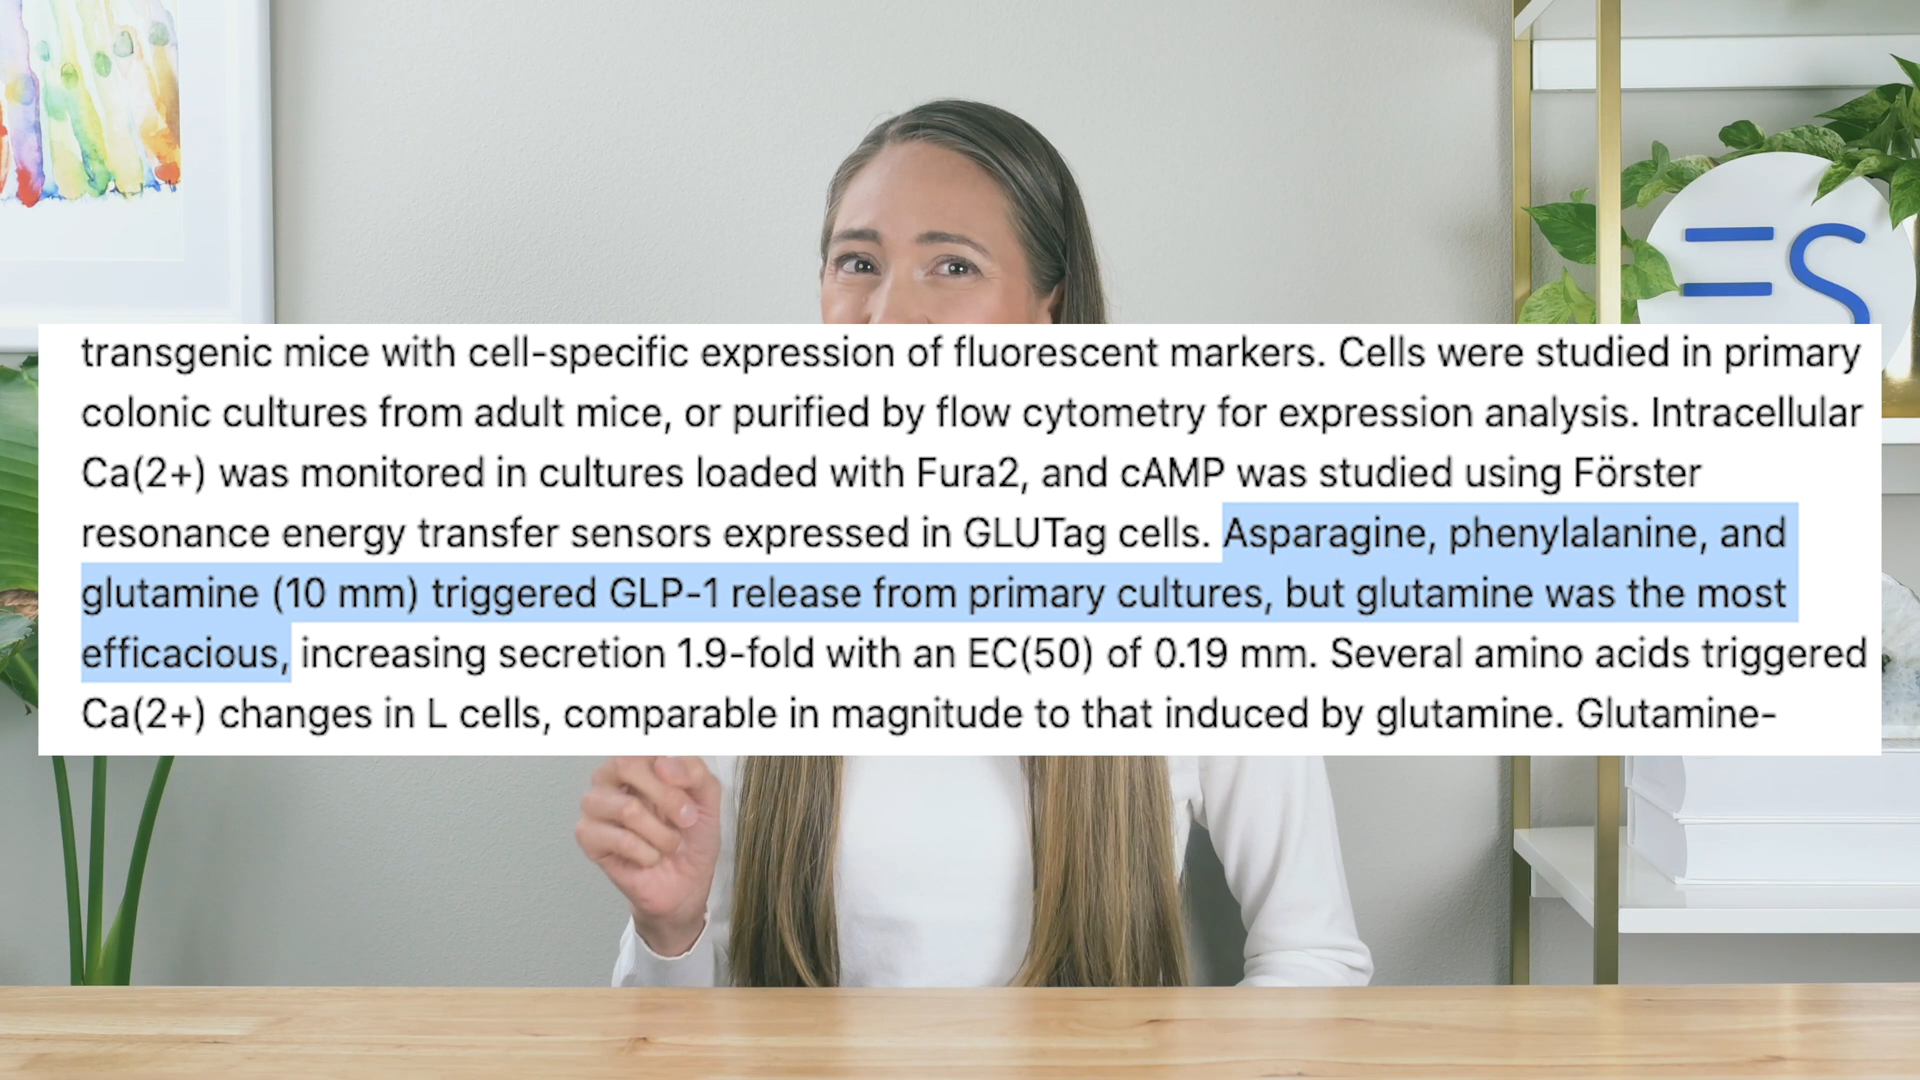 transgenic mice with cell-specific expression of fluorescent markers. Cells were studied in primary
colonic cultures from adult mice, or purified by flow cytometry for expression analysis. Intracellular
Ca(2+) was monitored in cultures loaded with Fura2, and cAMP was studied using Förster
resonance energy transfer sensors expressed in GLUTag cells. Asparagine, phenylalanine, and
glutamine (10 mm) triggered GLP-1 release from primary cultures, but glutamine was the most
efficacious, increasing secretion 1.9-fold with an EC(50) of 0.19 mm. Several amino acids triggered
Ca(2+) changes in L cells, comparable in magnitude to that induced by glutamine. Glutamine-